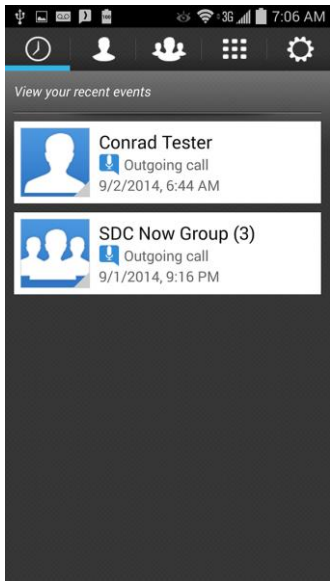 3G 7:06 AM
View your recent events
Conrad Tester
Outgoing call
9/2/2014, 6:44 AM
SDC Now Group (3)
Outgoing call
9/1/2014, 9:16 PM